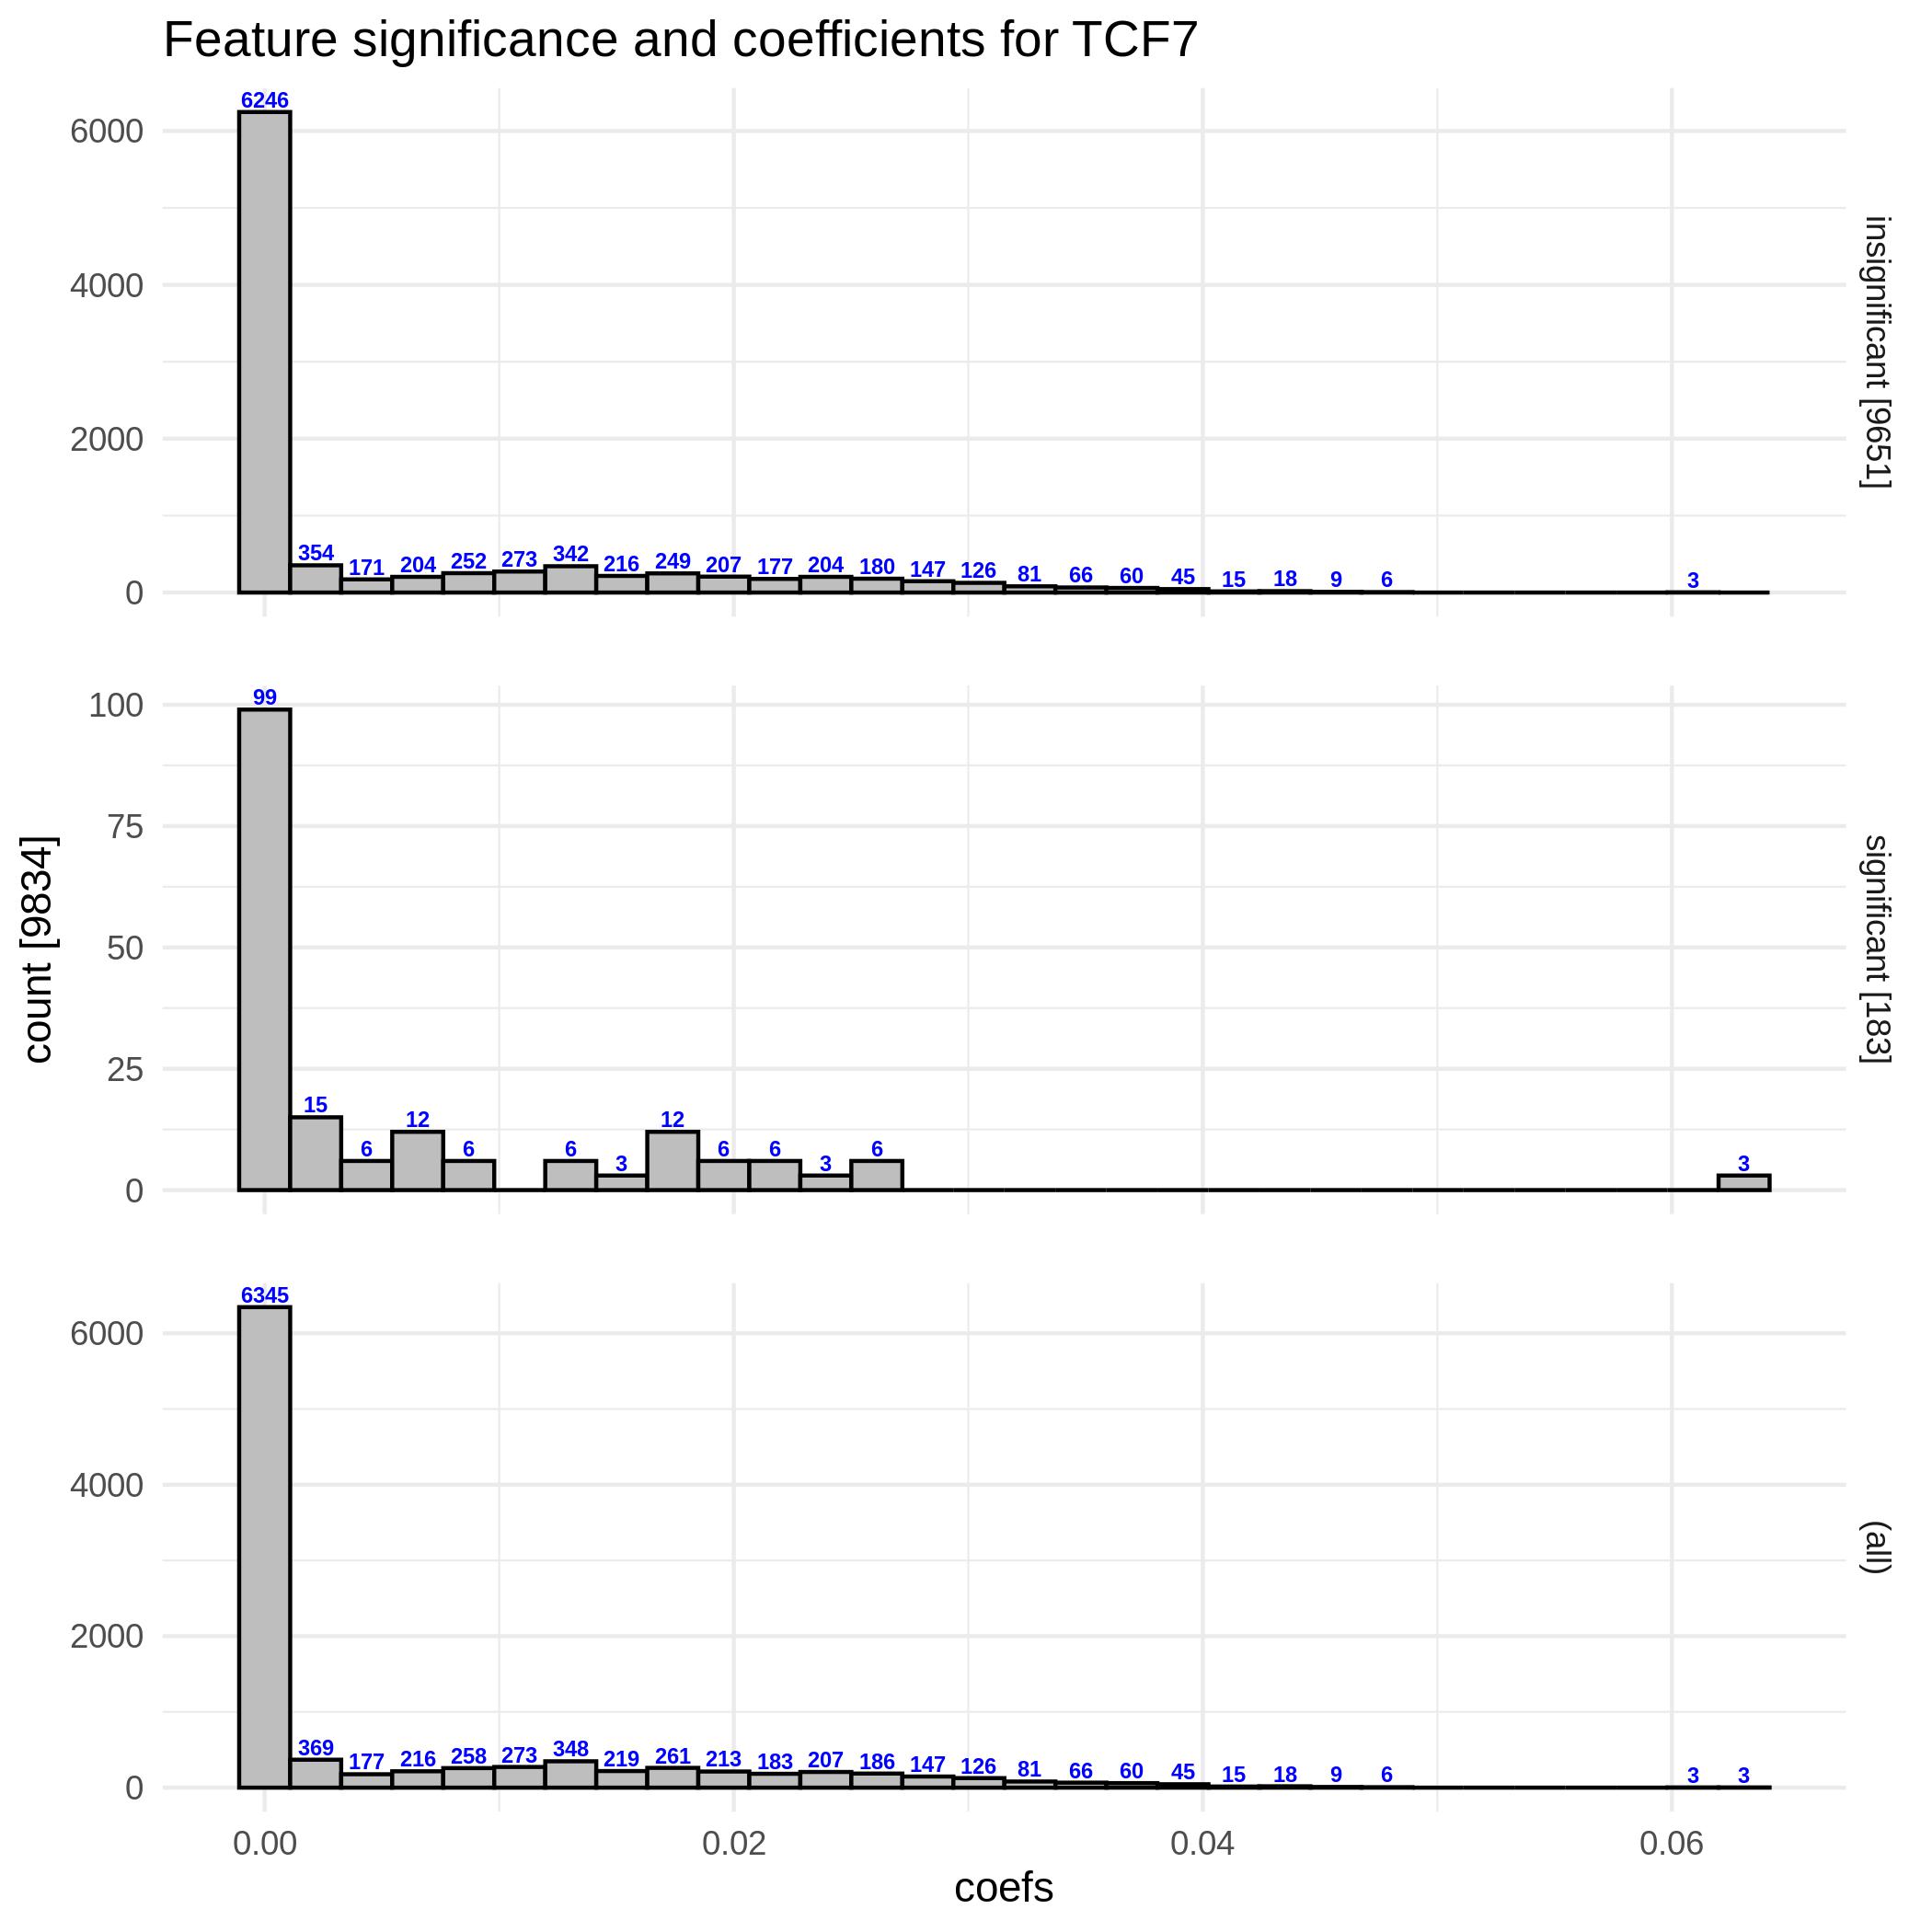 Feature significance and coefficients for TCF7
6246
6000
4000
2000
0
354 171 204 252 273 342 216 249 207 177 204 180 147 126 81 66 60 45 15 18 9 6 3
insignificant [9651]
count [9834]
99
100
75
50
25
0
15 6 12 6 6 3 12 6 6 3 6 3
significant [183]
6345
6000
4000
2000
0
369 177 216 258 273 348 219 261 213 183 207 186 147 126 81 66 60 45 15 18 9 6 3 3
(all)
0.00 0.02 0.04 0.06
coefs